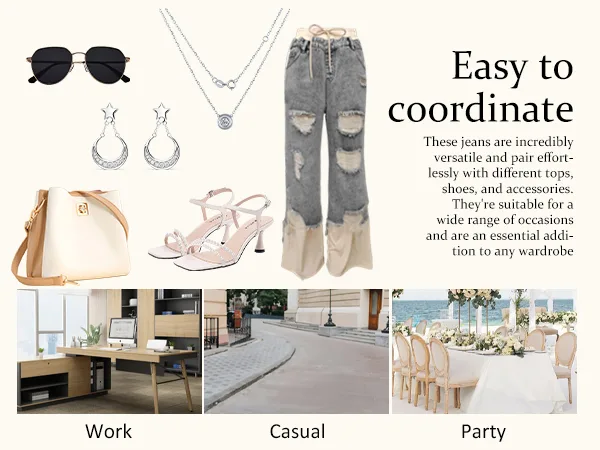 Easy to
coordinate
These jeans are incredibly
versatile and pair effort-
lessly with different tops,
shoes, and accessories.
They're suitable for a
wide range of occasions
and are an essential addi-
tion to any wardrobe
Work
Casual
Party